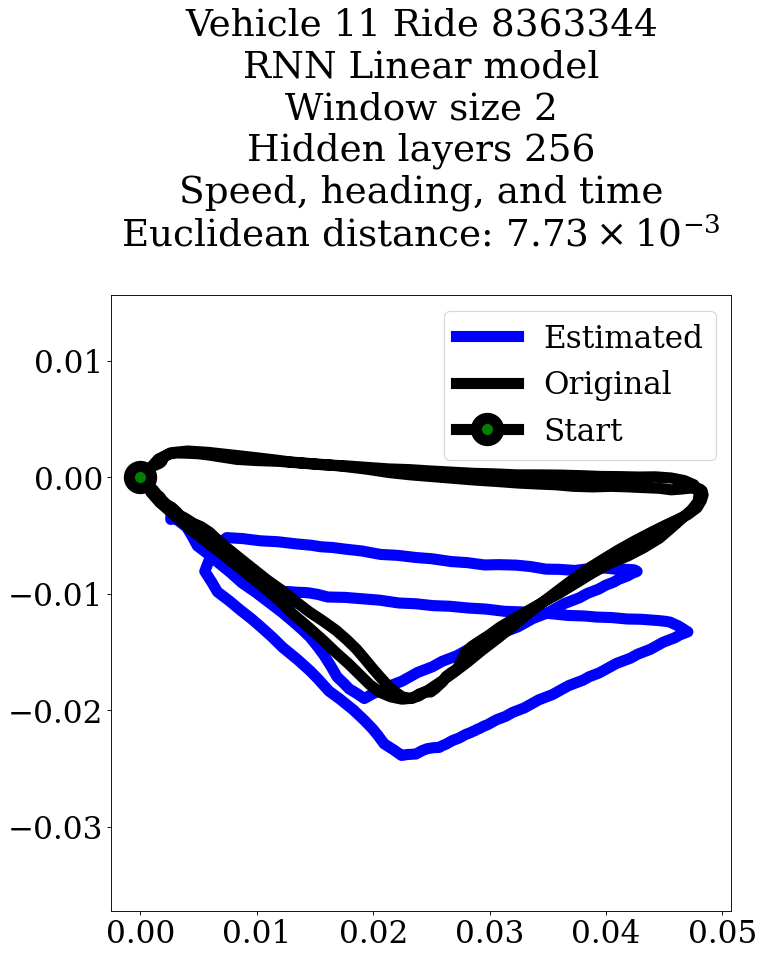 Vehicle 11 Ride 8363344
RNN Linear model
Window size 2
Hidden layers 256
Speed, heading, and time
Euclidean distance: 7.73 × 10⁻³
Estimated
Original
Start
0.01
0.00
−0.01
−0.02
−0.03
0.00 0.01 0.02 0.03 0.04 0.05